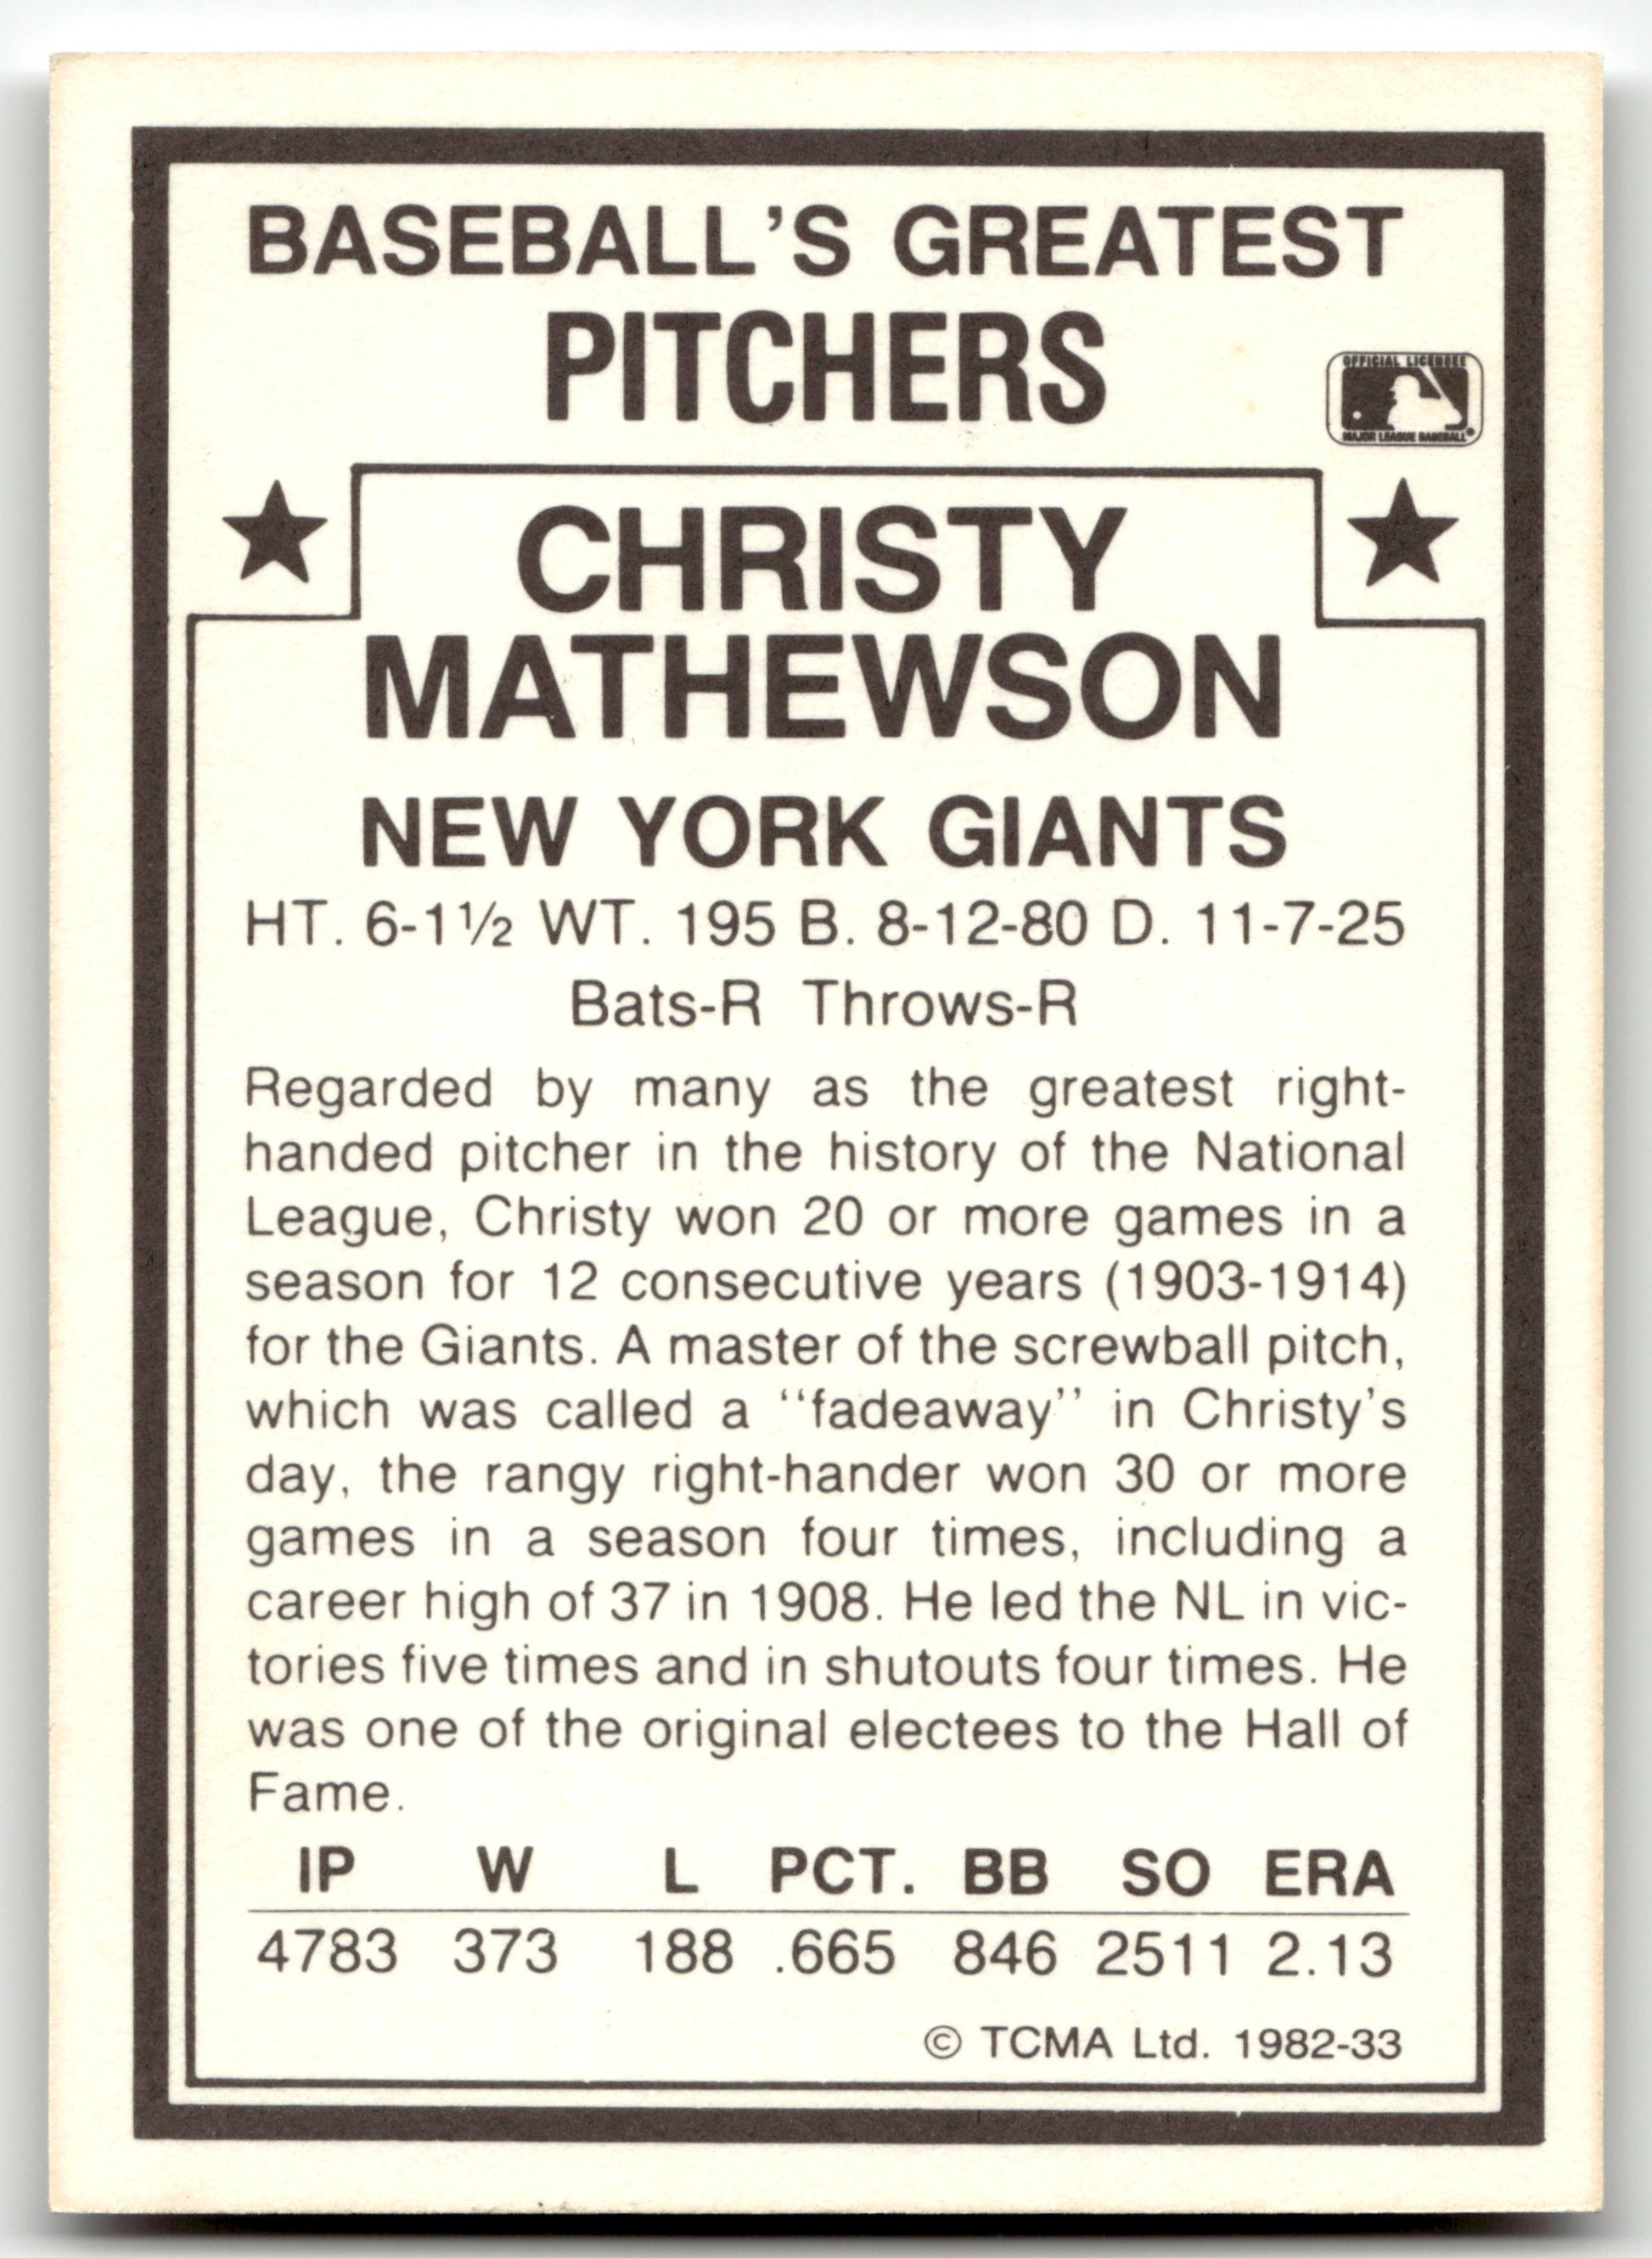 BASEBALL'S GREATEST
PITCHERS
OFFICIAL LICENSEE
MAJOR LEAGUE BASEBALL®
CHRISTY
MATHEWSON
NEW YORK GIANTS
HT. 6-1½ WT. 195 B. 8-12-80 D. 11-7-25
Bats-R Throws-R
Regarded by many as the greatest right-
handed pitcher in the history of the National
League, Christy won 20 or more games in a
season for 12 consecutive years (1903-1914)
for the Giants. A master of the screwball pitch,
which was called a "fadeaway" in Christy's
day, the rangy right-hander won 30 or more
games in a season four times, including a
career high of 37 in 1908. He led the NL in vic-
tories five times and in shutouts four times. He
was one of the original electees to the Hall of
Fame.
IP W L PCT. BB SO ERA
4783 373 188 .665 846 2511 2.13
© TCMA Ltd. 1982-33